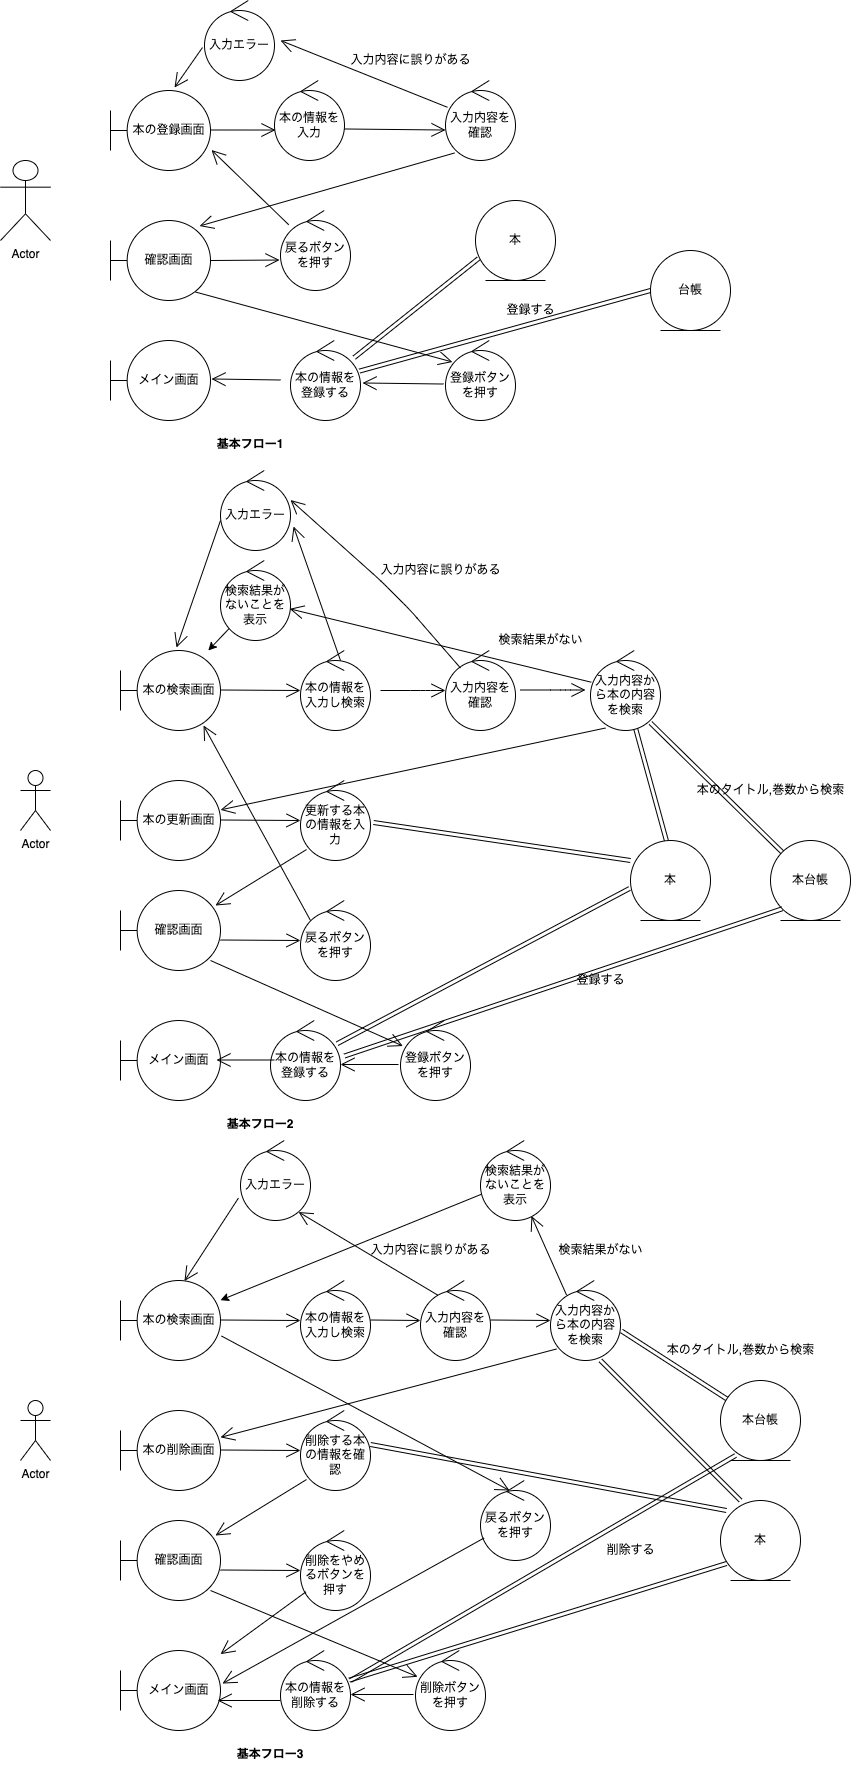 入力エラー
入力内容に誤りがある
本の登録画面
本の情報を
入力
入力内容を
確認
Actor
確認画面
戻るボタン
を押す
本
台帳
登録する
メイン画面
本の情報を
登録する
登録ボタン
を押す
基本フロー1
入力エラー
入力内容に誤りがある
検索結果が
ないことを
表示
検索結果がない
本の検索画面
本の情報を
入力し検索
入力内容を
確認
入力内容か
ら本の内容
を検索
本のタイトル,巻数から検索
Actor
本の更新画面
更新する本
の情報を入
力
本
本台帳
確認画面
戻るボタン
を押す
登録する
メイン画面
本の情報を
登録する
登録ボタン
を押す
基本フロー2
入力エラー
検索結果が
ないことを
表示
入力内容に誤りがある
検索結果がない
本の検索画面
本の情報を
入力し検索
入力内容を
確認
入力内容か
ら本の内容
を検索
本のタイトル,巻数から検索
本台帳
Actor
本の削除画面
削除する本
の情報を確
認
戻るボタン
を押す
本
削除する
確認画面
削除をやめ
るボタンを
押す
メイン画面
本の情報を
削除する
削除ボタン
を押す
基本フロー3